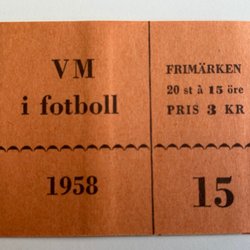 VM
i fotboll
1958
FRIMÄRKEN
20 st à 15 öre
PRIS 3 KR
15